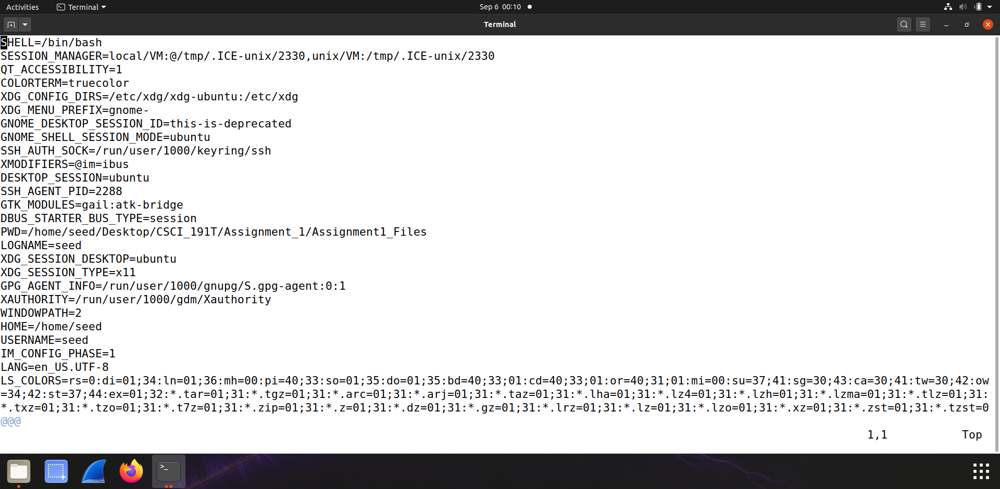 Activities
Terminal
Sep 6 00:10
Terminal
SHELL=/bin/bash
SESSION_MANAGER=local/VM:@/tmp/.ICE-unix/2330,unix/VM:/tmp/.ICE-unix/2330
QT_ACCESSIBILITY=1
COLORTERM=truecolor
XDG_CONFIG_DIRS=/etc/xdg/xdg-ubuntu:/etc/xdg
XDG_MENU_PREFIX=gnome-
GNOME_DESKTOP_SESSION_ID=this-is-deprecated
GNOME_SHELL_SESSION_MODE=ubuntu
SSH_AUTH_SOCK=/run/user/1000/keyring/ssh
XMODIFIERS=@im=ibus
DESKTOP_SESSION=ubuntu
SSH_AGENT_PID=2288
GTK_MODULES=gail:atk-bridge
DBUS_STARTER_BUS_TYPE=session
PWD=/home/seed/Desktop/CSCI_191T/Assignment_1/Assignment1_Files
LOGNAME=seed
XDG_SESSION_DESKTOP=ubuntu
XDG_SESSION_TYPE=x11
GPG_AGENT_INFO=/run/user/1000/gnupg/S.gpg-agent:0:1
XAUTHORITY=/run/user/1000/gdm/Xauthority
WINDOWPATH=2
HOME=/home/seed
USERNAME=seed
IM_CONFIG_PHASE=1
LANG=en_US.UTF-8
LS_COLORS=rs=0:di=01;34:ln=01;36:mh=00:pi=40;33:so=01;35:do=01;35:bd=40;33;01:cd=40;33;01:or=40;31;01:mi=00:su=37;41:sg=30;43:ca=30;41:tw=30;42:ow
=34;42:st=37;44:ex=01;32:*.tar=01;31:*.tgz=01;31:*.arc=01;31:*.arj=01;31:*.taz=01;31:*.lha=01;31:*.lz4=01;31:*.lzh=01;31:*.lzma=01;31:*.tlz=01;31:
*.txz=01;31:*.tzo=01;31:*.t7z=01;31:*.zip=01;31:*.z=01;31:*.dz=01;31:*.gz=01;31:*.lrz=01;31:*.lz=01;31:*.lzo=01;31:*.xz=01;31:*.zst=01;31:*.tzst=0
@@@
1,1 Top